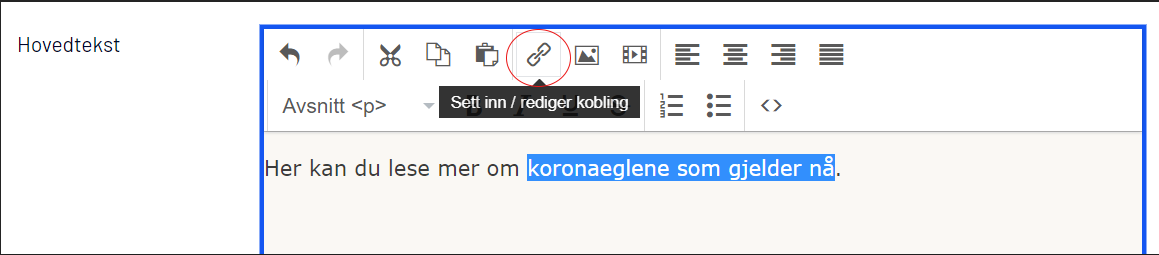 Hovedtekst
Sett inn / rediger kobling
Avsnitt <p>
Her kan du lese mer om koronaeglene som gjelder nå.